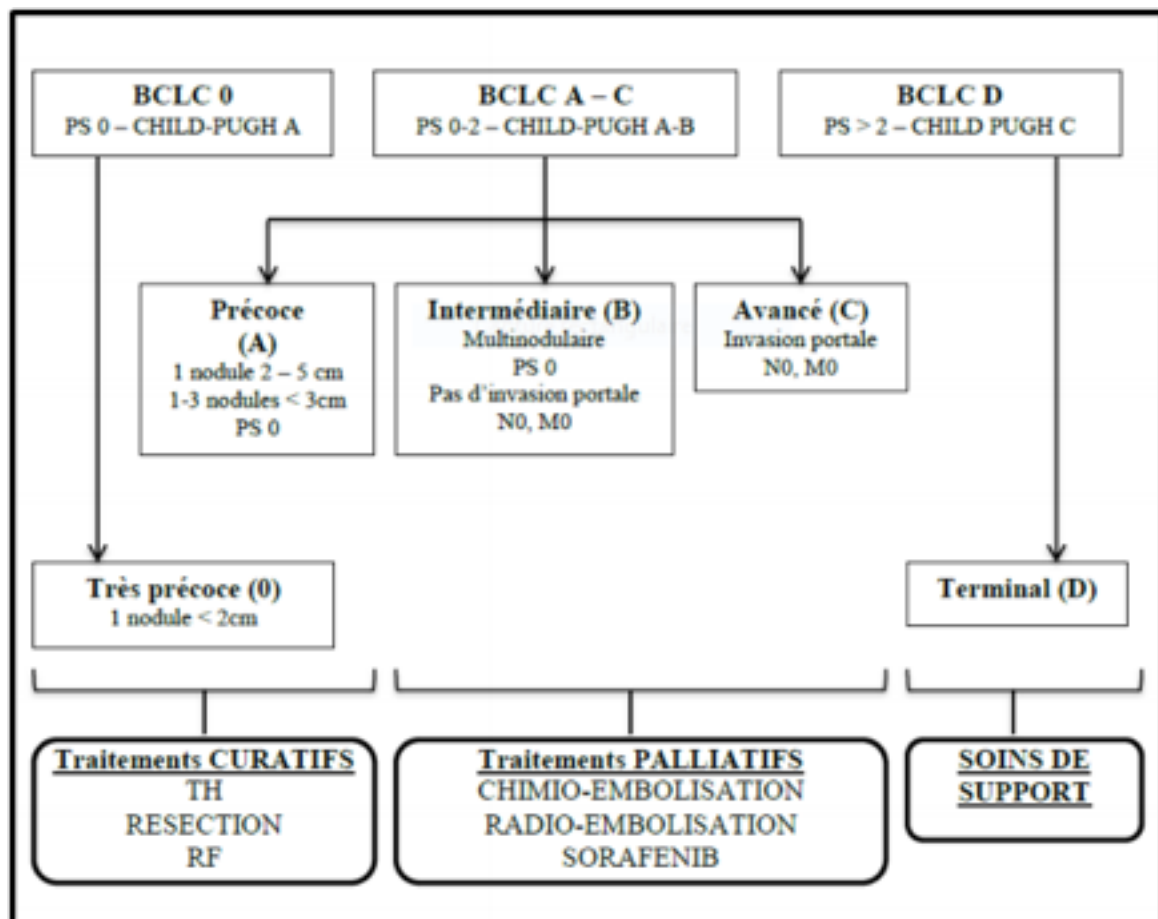 BCLC 0
PS 0 – CHILD-PUGH A
BCLC A – C
PS 0-2 – CHILD-PUGH A-B
BCLC D
PS > 2 – CHILD PUGH C
Précoce
(A)
1 nodule 2 – 5 cm
1-3 nodules < 3cm
PS 0
Intermédiaire (B)
Multinodulaire
PS 0
Pas d'invasion portale
N0, M0
Avancé (C)
Invasion portale
N0, M0
Très précoce (0)
1 nodule < 2cm
Terminal (D)
Traitements CURATIFS
TH
RESECTION
RF
Traitements PALLIATIFS
CHIMIO-EMBOLISATION
RADIO-EMBOLISATION
SORAFENIB
SOINS DE
SUPPORT